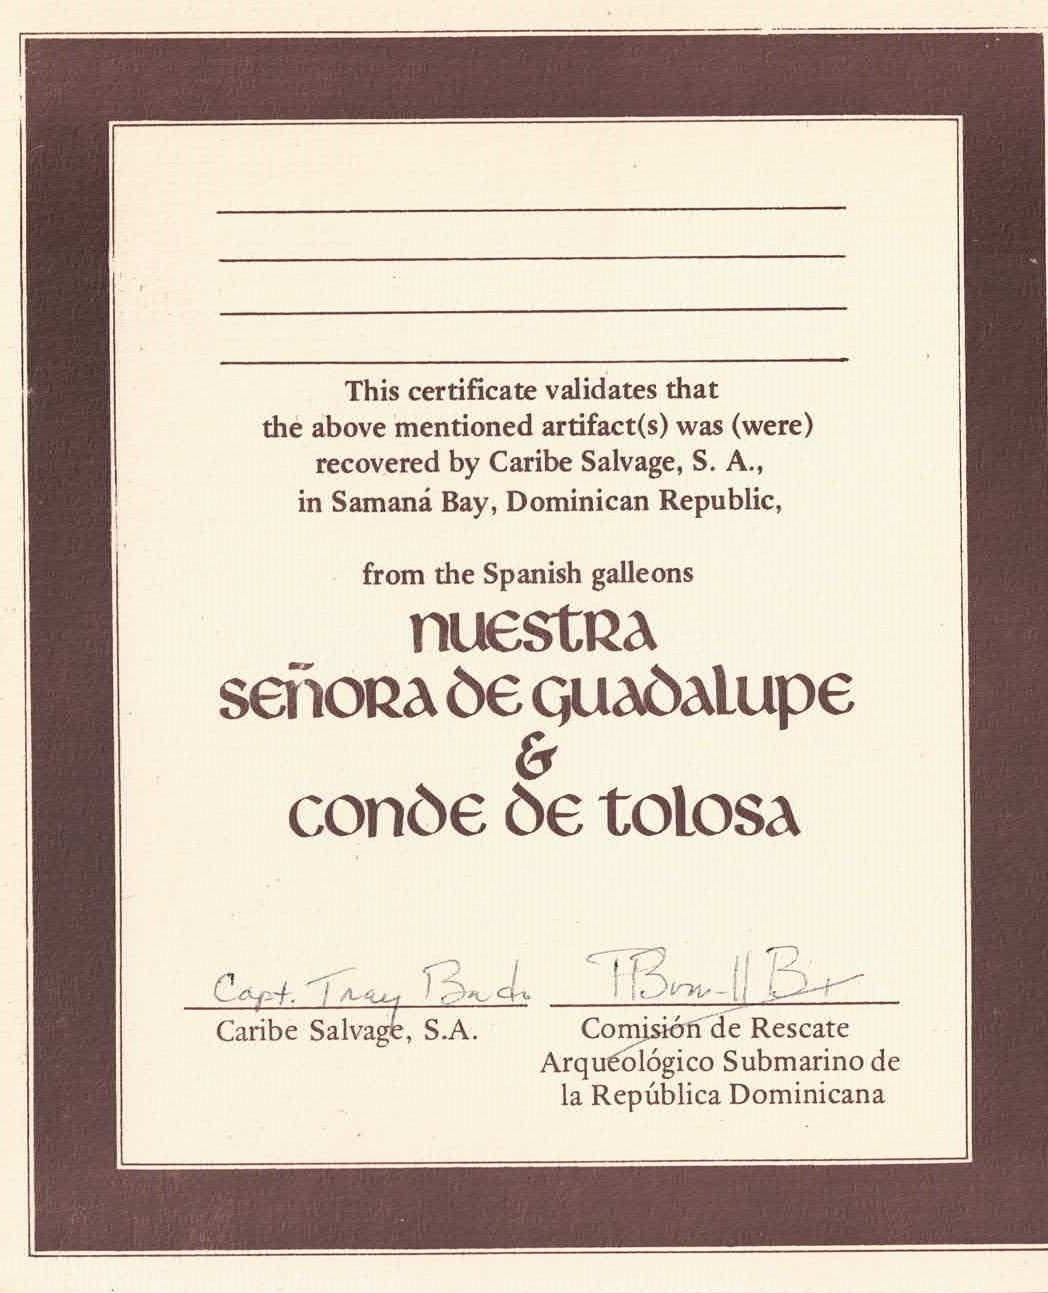 This certificate validates that
the above mentioned artifact(s) was (were)
recovered by Caribe Salvage, S. A.,
in Samaná Bay, Dominican Republic,
from the Spanish galleons
nuestra
señora de guadalupe
&
conde de tolosa
Capt. Tracy
Caribe Salvage, S.A.
Comisión de Rescate
Arqueológico Submarino de
la República Dominicana